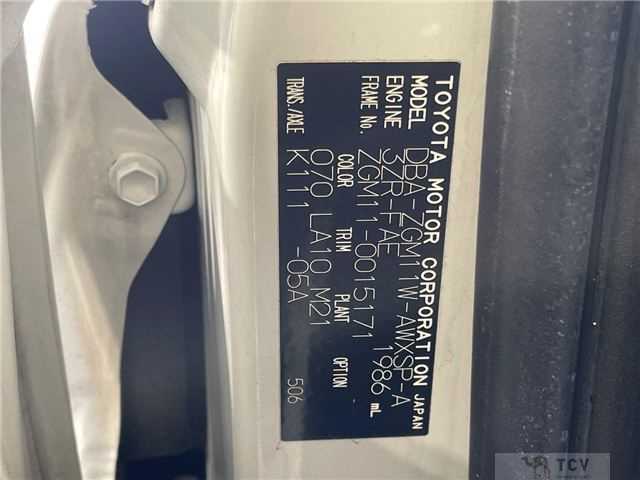 TOYOTA MOTOR CORPORATION JAPAN
MODEL DBA-ZGM11W-AWXSP-A
ENGINE 3ZR-FAE 1986 mL
FRAME No. ZGM11-0015171
COLOR TRIM PLANT OPTION
070 LA10 M21
TRANS./AXLE K111 -05A 506
TCV